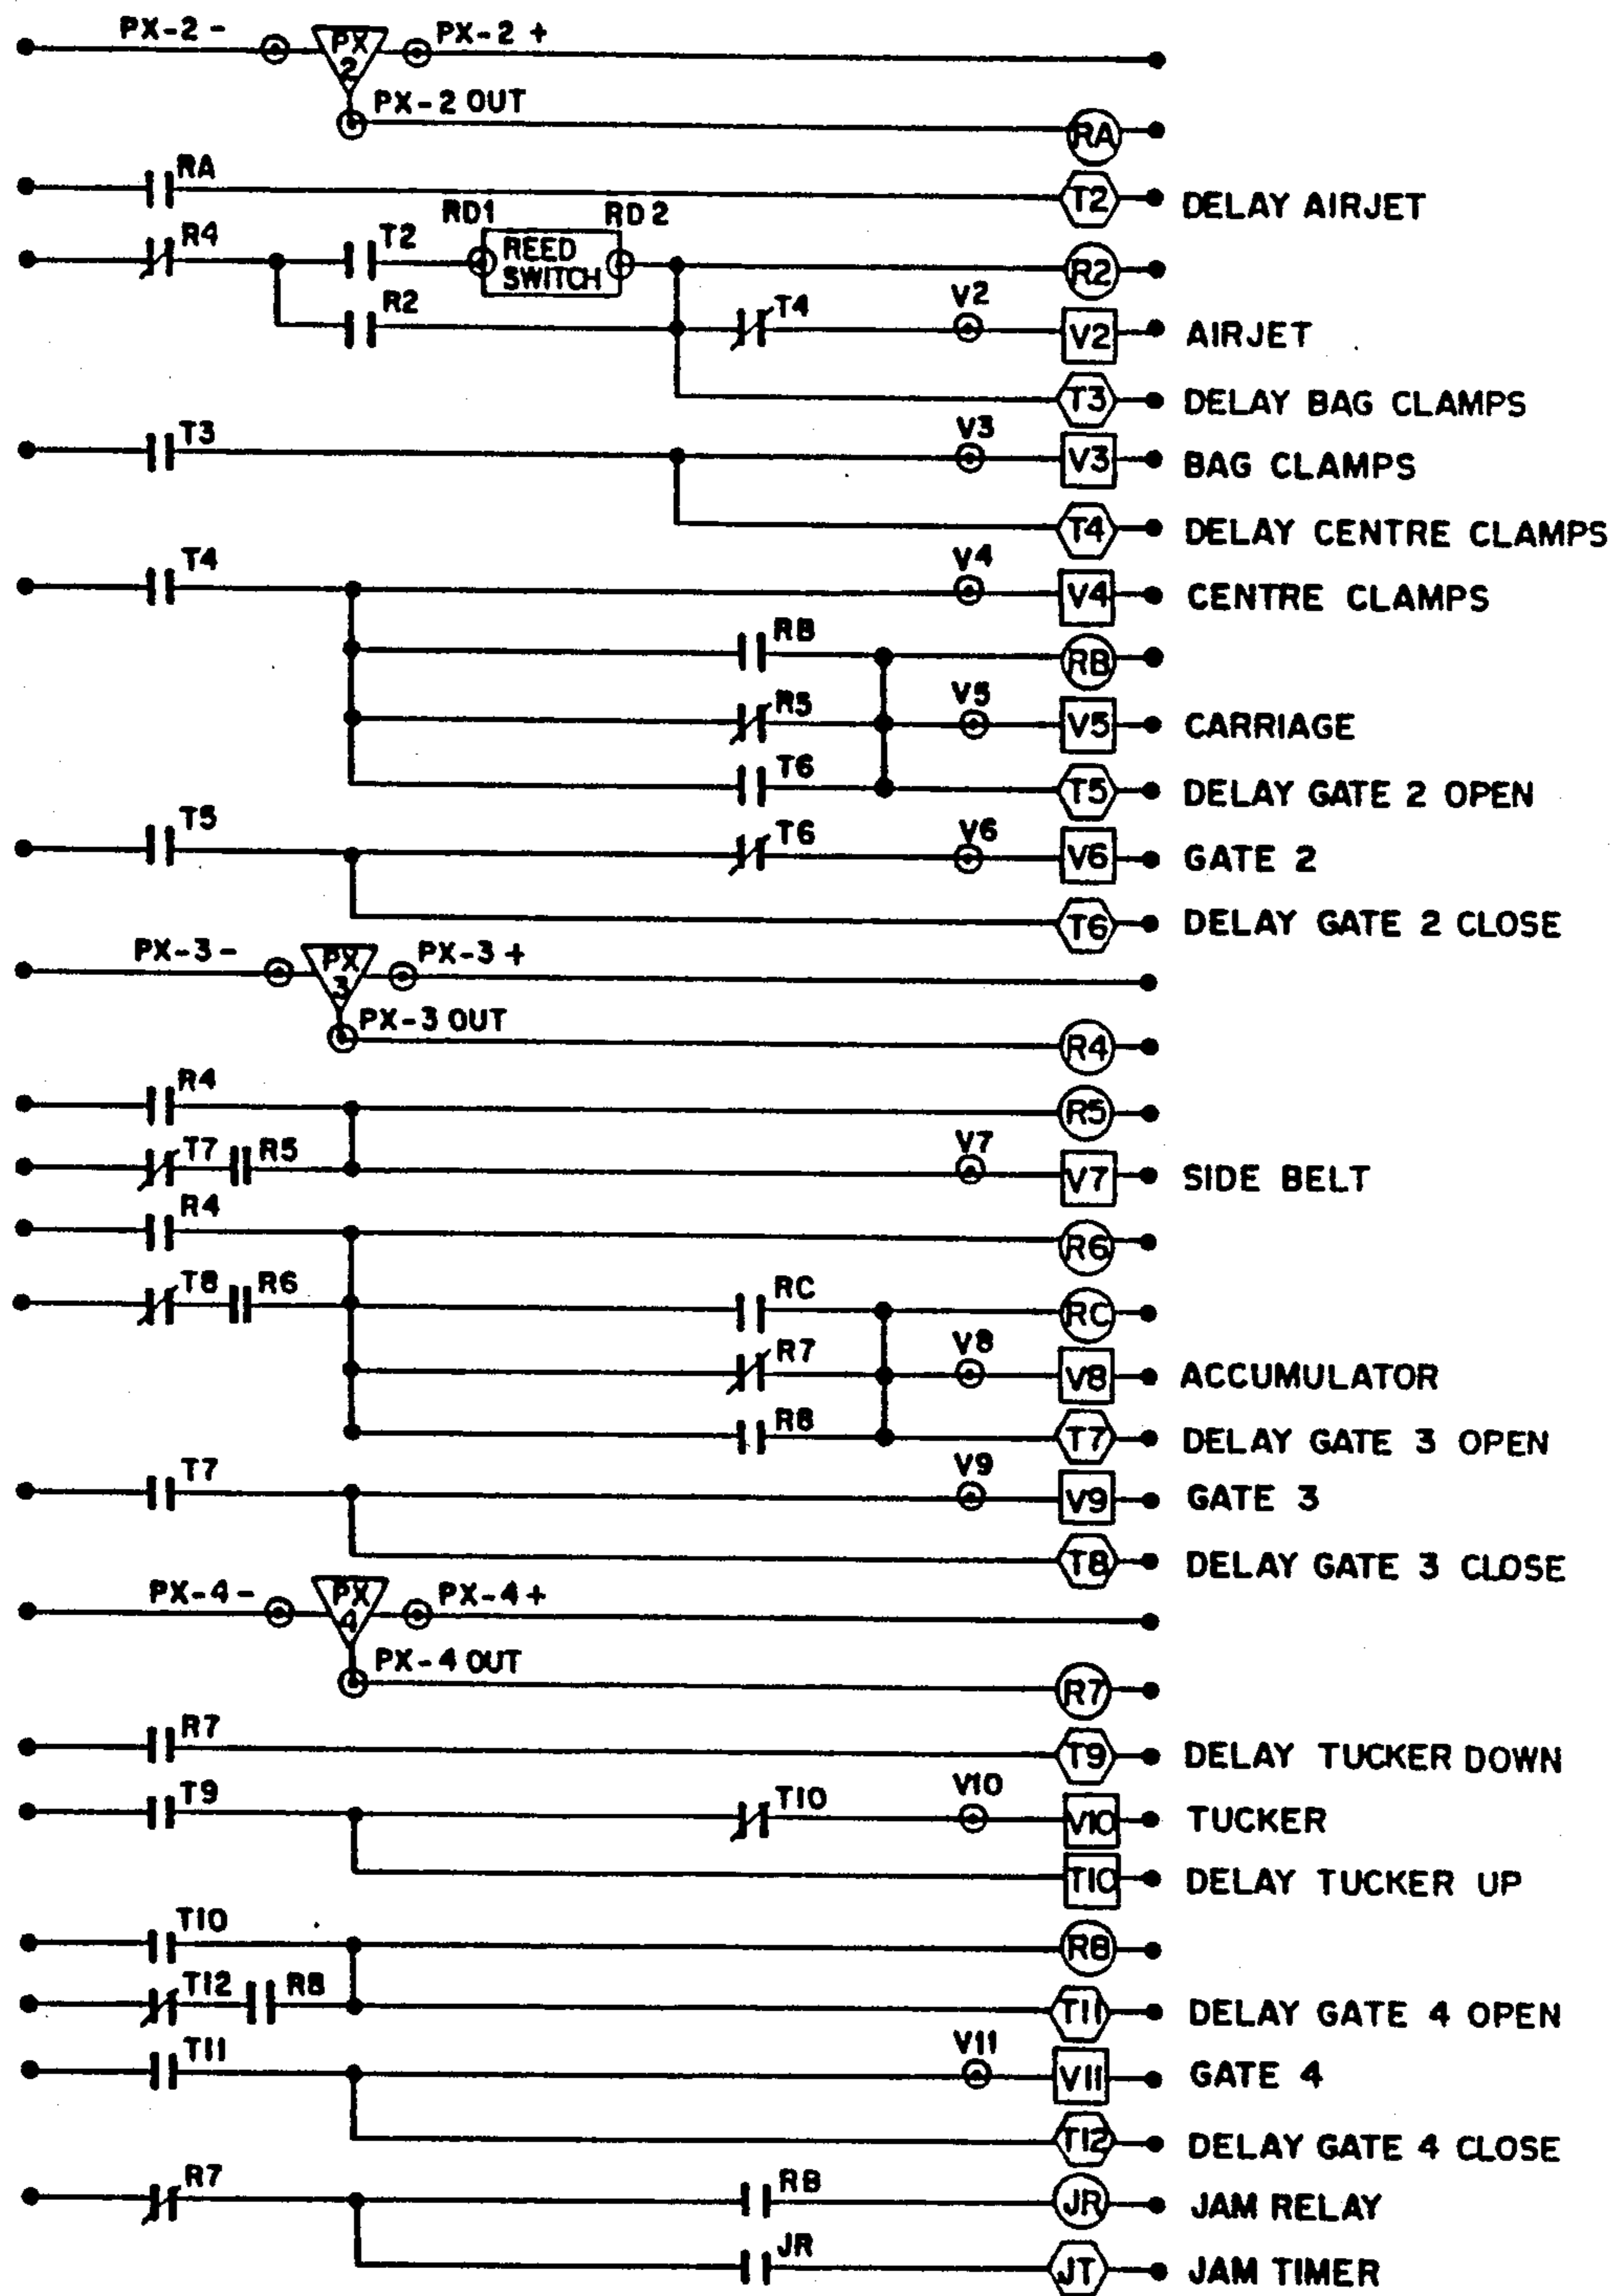 PX-2 - PX-2 +
PX 2
PX-2 OUT
RA
RA
T2 DELAY AIRJET
RD1 RD2
R4 T2 REED SWITCH R2
R2 T4 V2 V2 AIRJET
T3 DELAY BAG CLAMPS
T3 V3 V3 BAG CLAMPS
T4 DELAY CENTRE CLAMPS
T4 V4 V4 CENTRE CLAMPS
RB RB
R5 V5 V5 CARRIAGE
T6 T5 DELAY GATE 2 OPEN
T5 T6 V6 V6 GATE 2
T6 DELAY GATE 2 CLOSE
PX-3 - PX-3 +
PX 3
PX-3 OUT
R4
R4 R5
T7 R5 V7 V7 SIDE BELT
R4 R6
T8 R6 RC RC
R7 V8 V8 ACCUMULATOR
R8 T7 DELAY GATE 3 OPEN
T7 V9 V9 GATE 3
T8 DELAY GATE 3 CLOSE
PX-4 - PX-4 +
PX 4
PX-4 OUT
R7
R7 T9 DELAY TUCKER DOWN
T9 T10 V10 V10 TUCKER
T10 DELAY TUCKER UP
T10 R8
T12 R8 T11 DELAY GATE 4 OPEN
T11 V11 V11 GATE 4
T12 DELAY GATE 4 CLOSE
R7 RB JR JAM RELAY
JR JT JAM TIMER